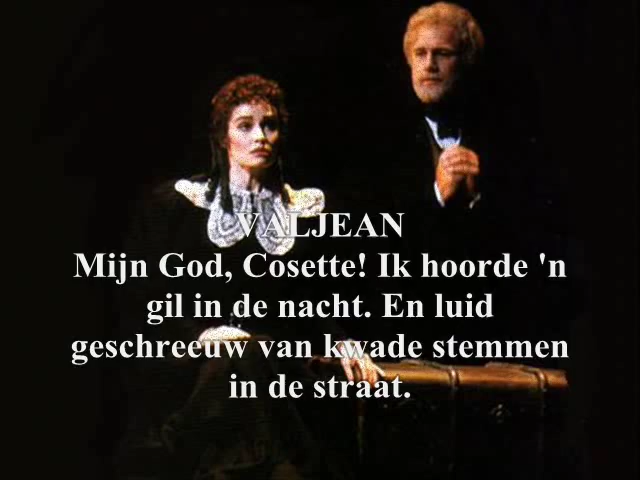 VALJEAN
Mijn God, Cosette! Ik hoorde 'n
gil in de nacht. En luid
geschreeuw van kwade stemmen
in de straat.